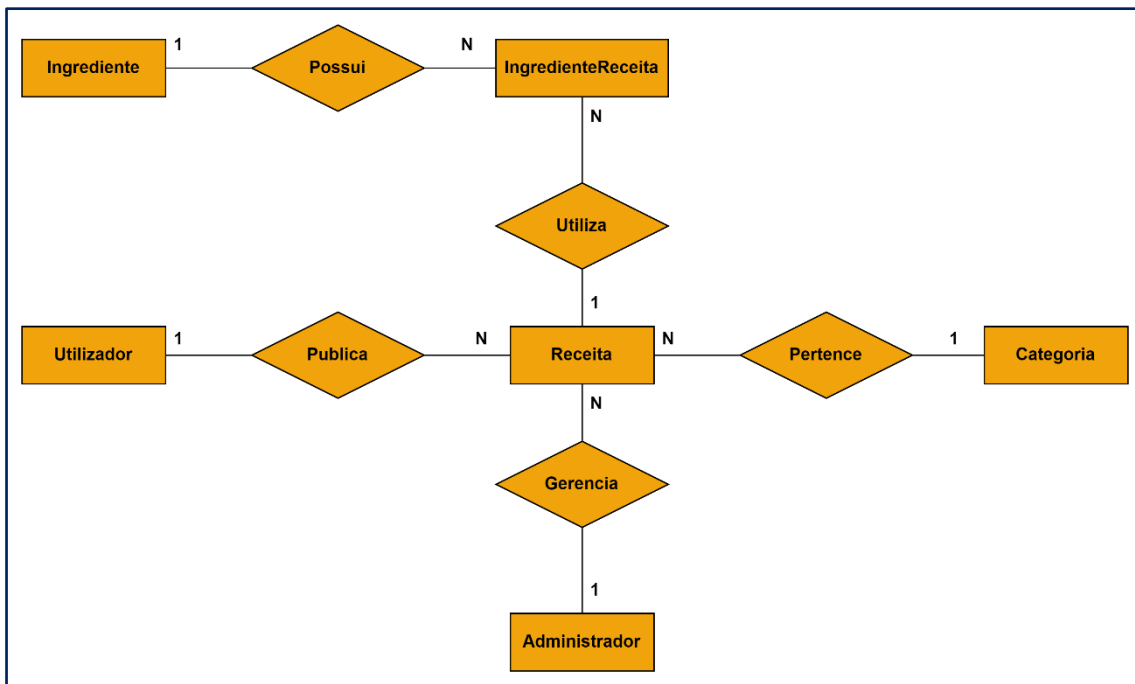 1 N
Ingrediente Possui IngredienteReceita
N
Utiliza
1
1 N N 1
Utilizador Publica Receita Pertence Categoria
N
Gerencia
1
Administrador